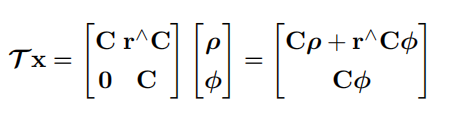 𝓣x = [C r^C] [ρ] = [Cρ + r^Cϕ]
[0 C] [ϕ] [Cϕ]